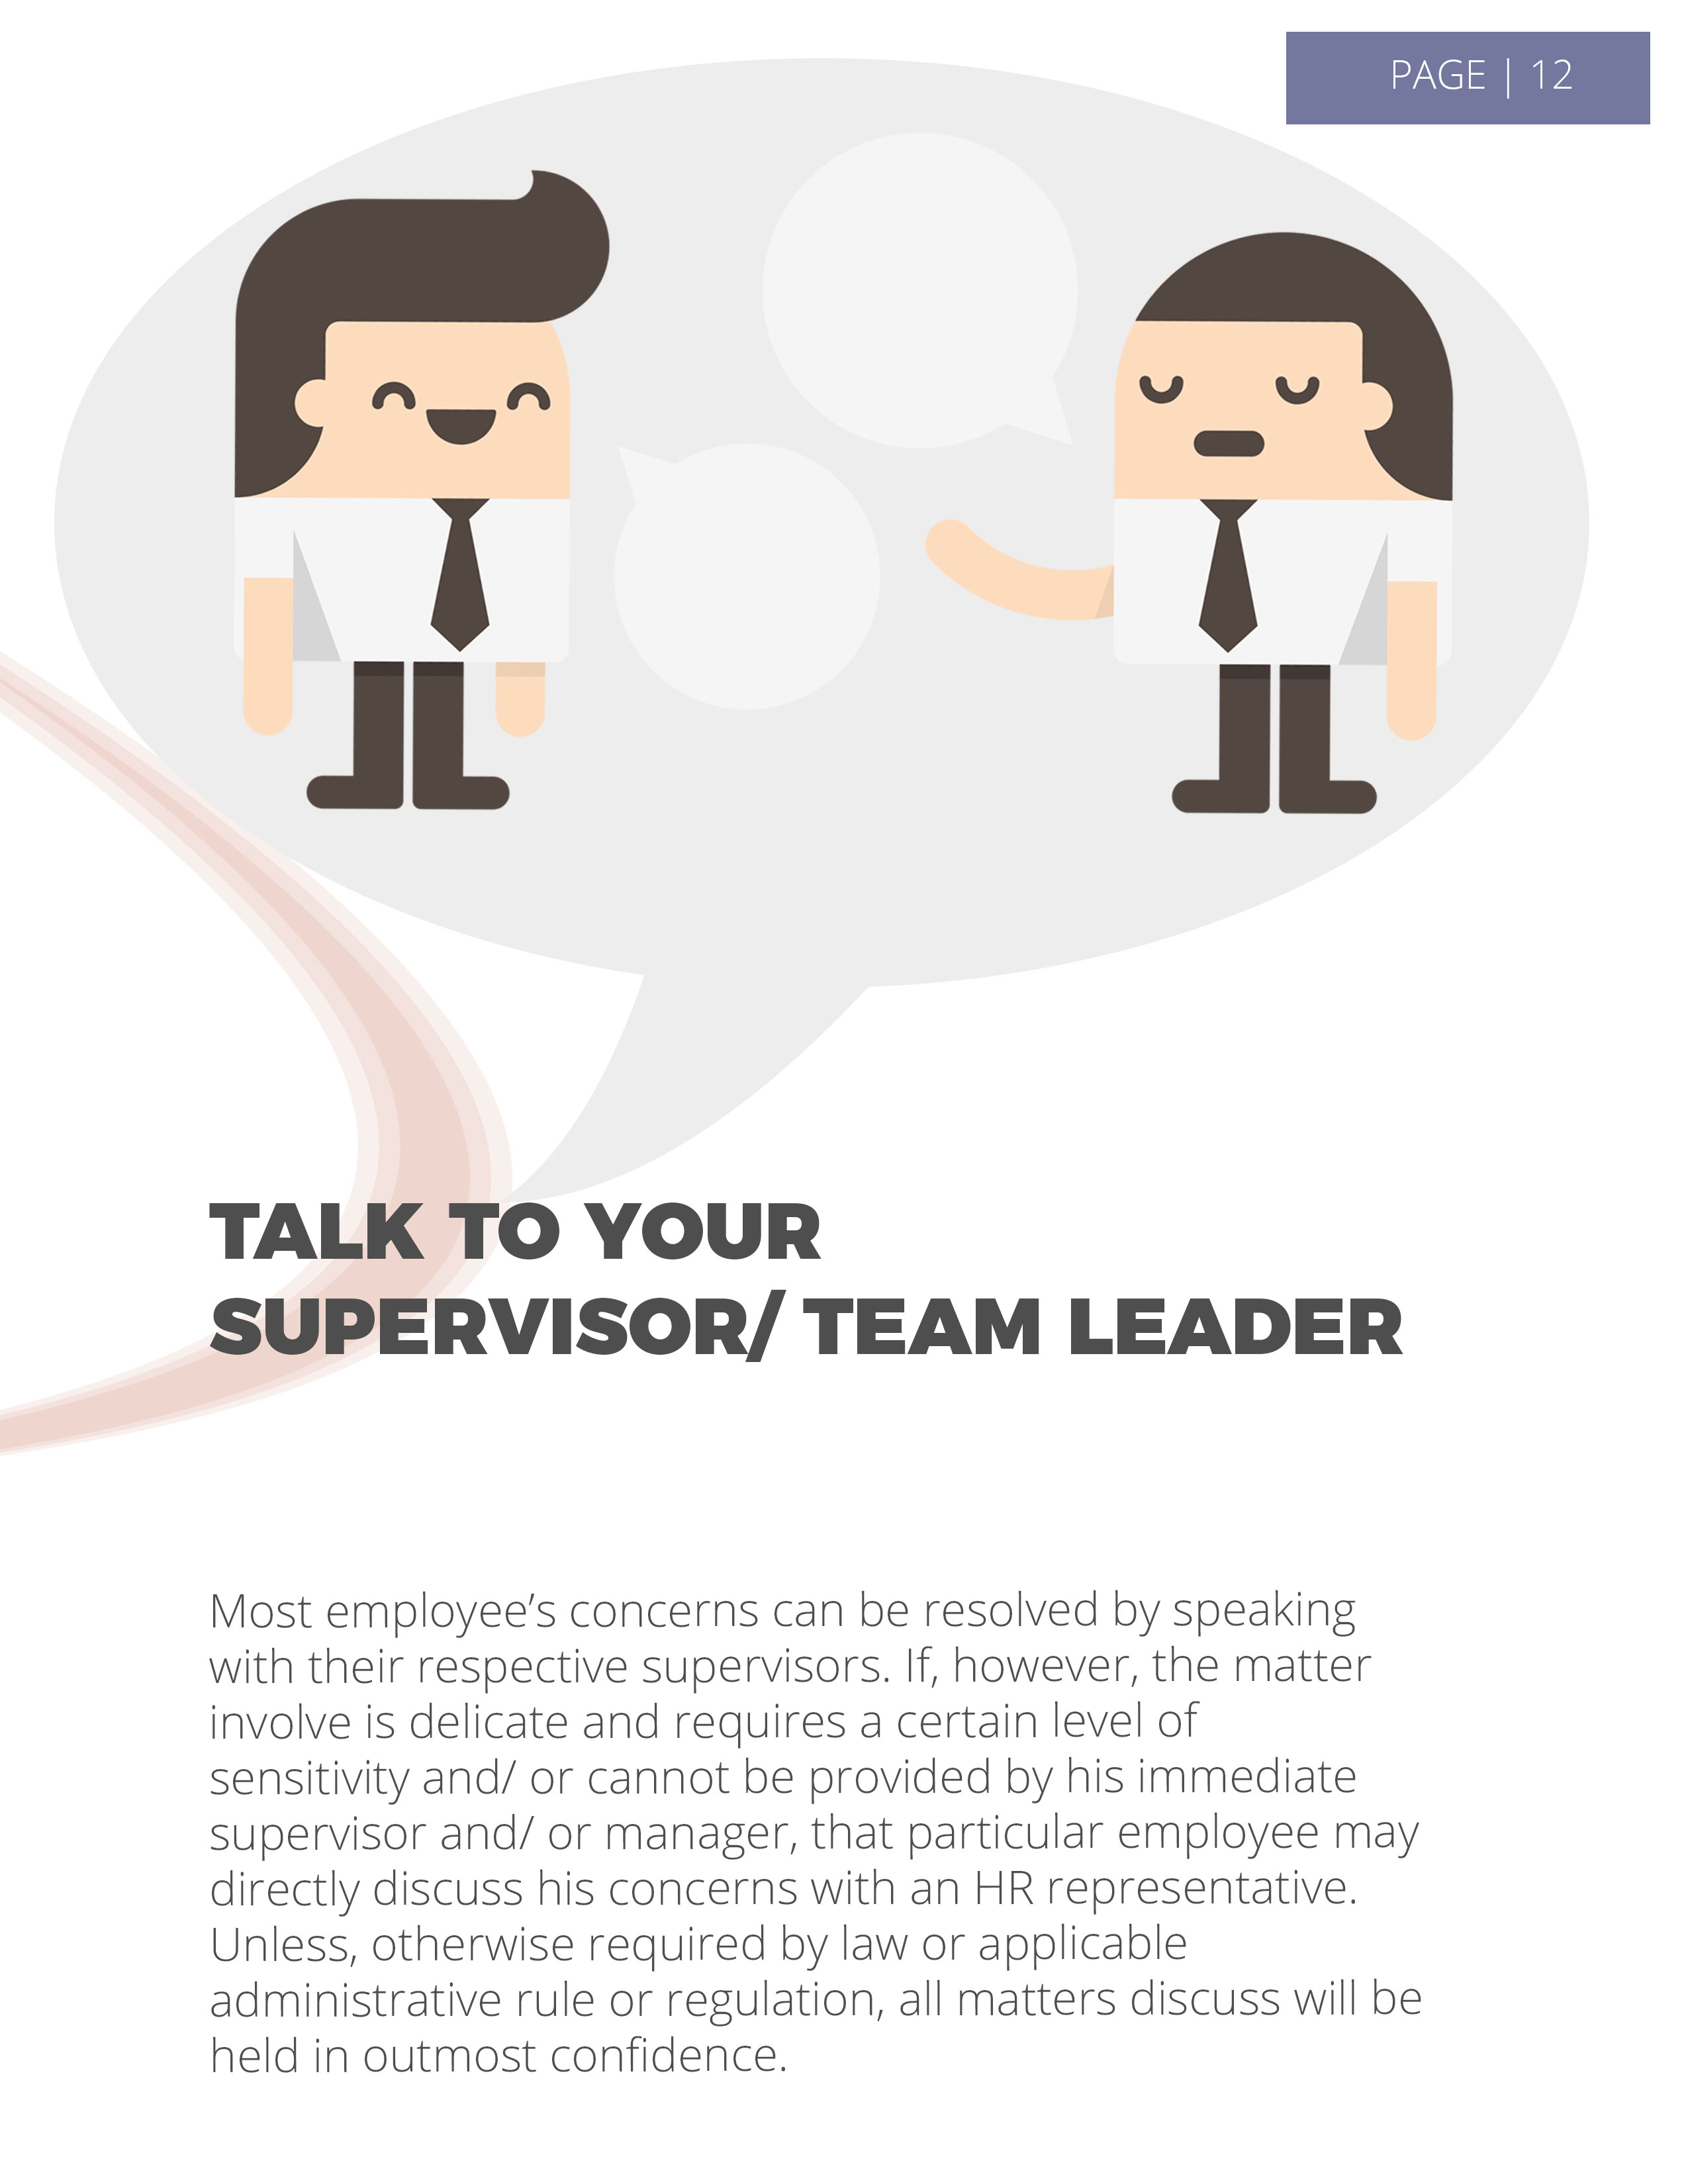 PAGE | 12
TALK TO YOUR
SUPERVISOR/ TEAM LEADER
Most employee’s concerns can be resolved by speaking
with their respective supervisors. If, however, the matter
involve is delicate and requires a certain level of
sensitivity and/ or cannot be provided by his immediate
supervisor and/ or manager, that particular employee may
directly discuss his concerns with an HR representative.
Unless, otherwise required by law or applicable
administrative rule or regulation, all matters discuss will be
held in outmost confidence.